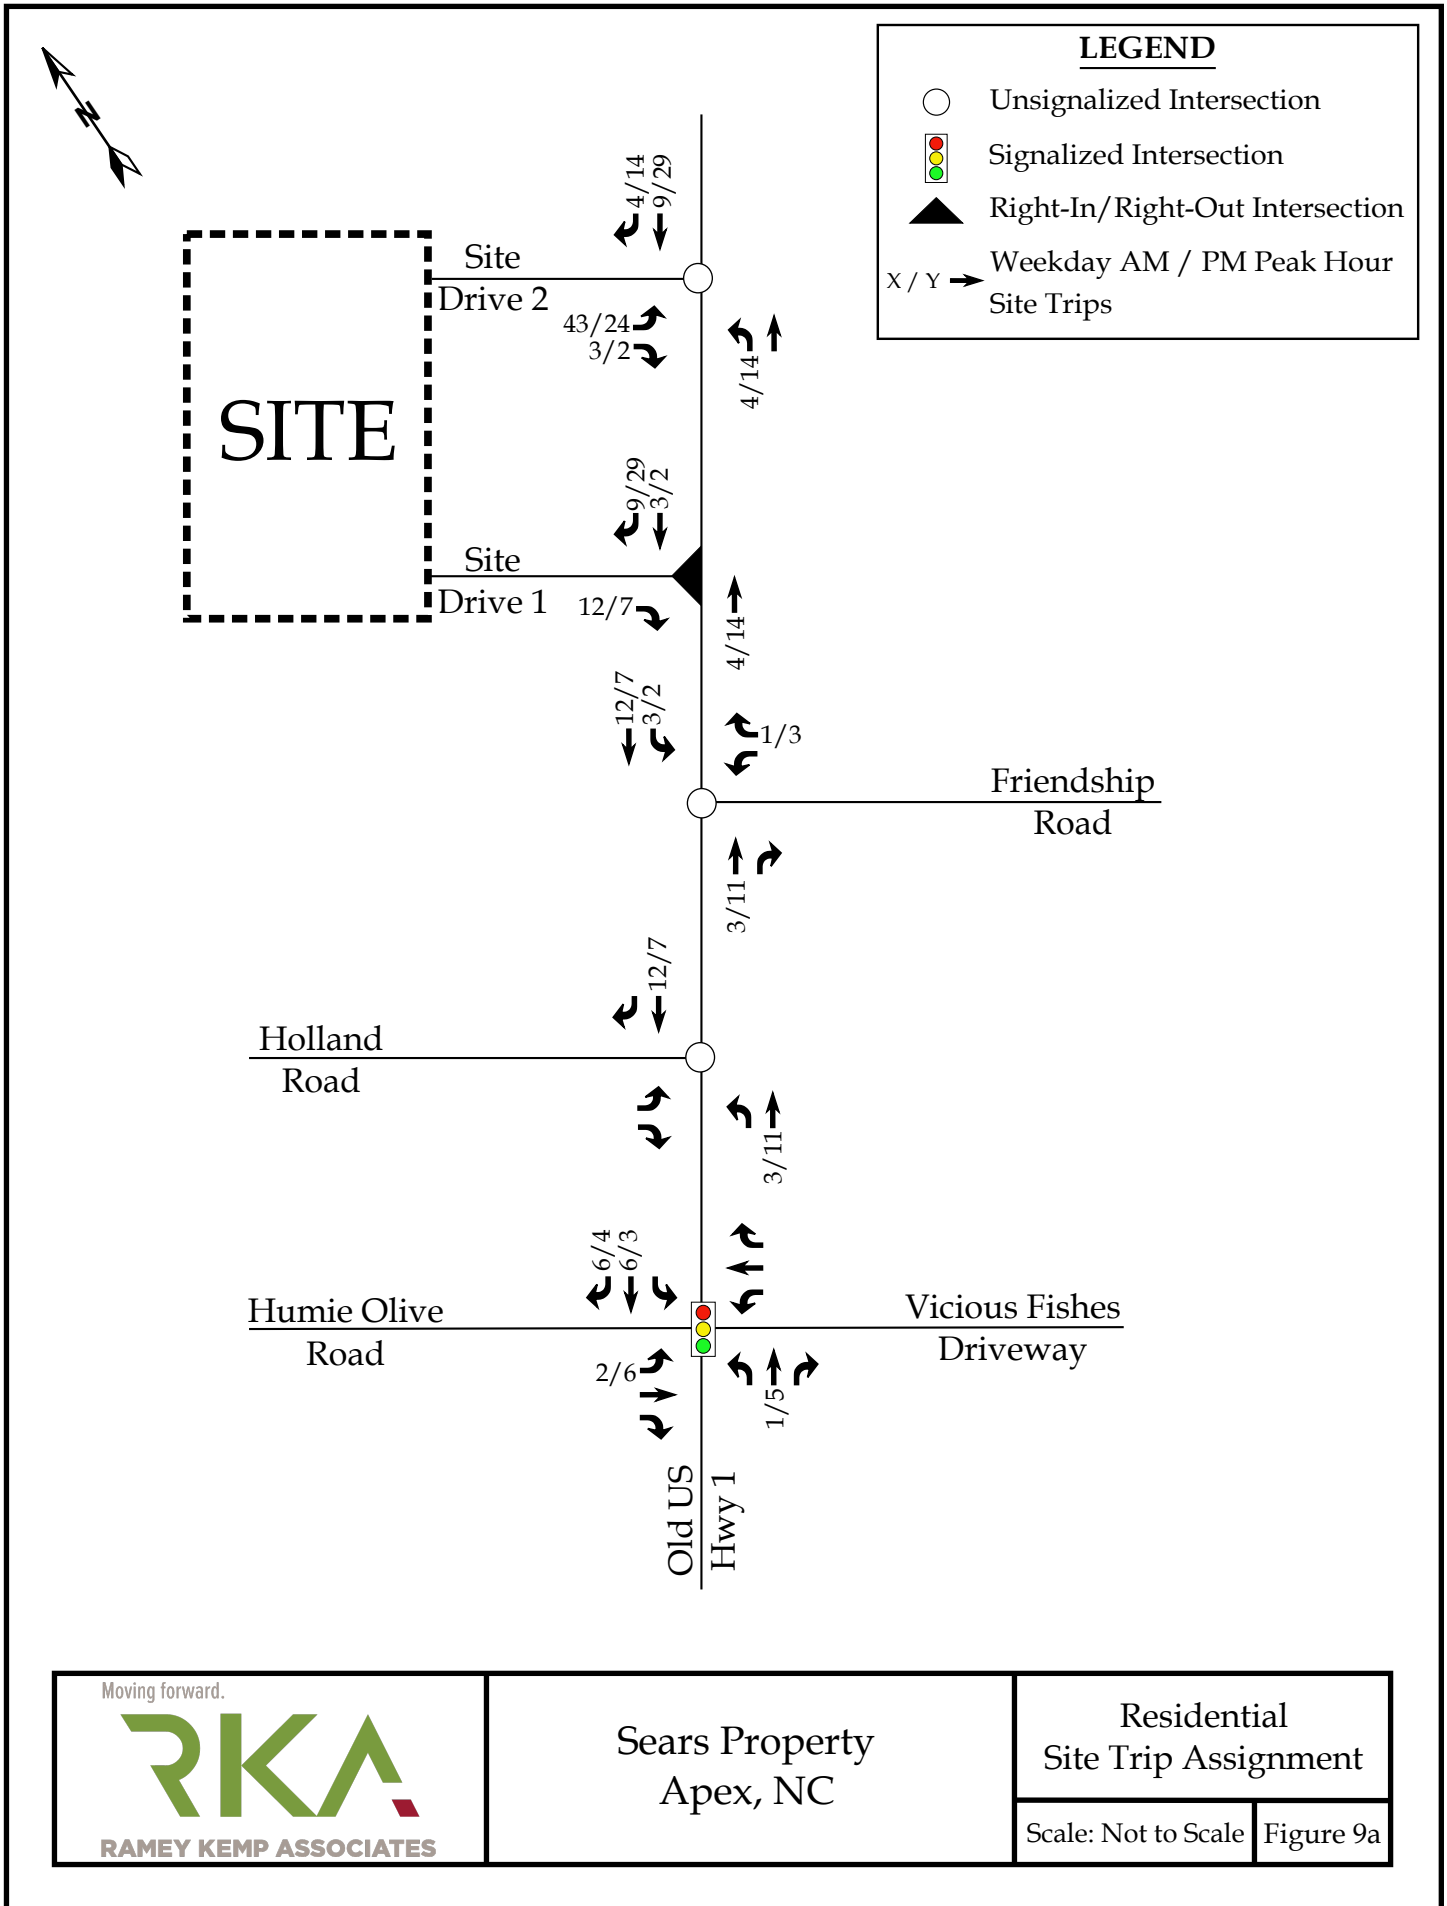 N
LEGEND
Unsignalized Intersection
Signalized Intersection
Right-In/Right-Out Intersection
X / Y
Weekday AM / PM Peak Hour
Site Trips
4/14
9/29
Site
Drive 2
43/24
3/2
4/14
SITE
9/29
3/2
Site
Drive 1
12/7
4/14
12/7
3/2
1/3
Friendship
Road
3/11
12/7
Holland
Road
3/11
6/4
6/3
Humie Olive
Road
Vicious Fishes
Driveway
2/6
1/5
Old US
Hwy 1
Moving forward.
RKA
RAMEY KEMP ASSOCIATES
Sears Property
Apex, NC
Residential
Site Trip Assignment
Scale: Not to Scale
Figure 9a